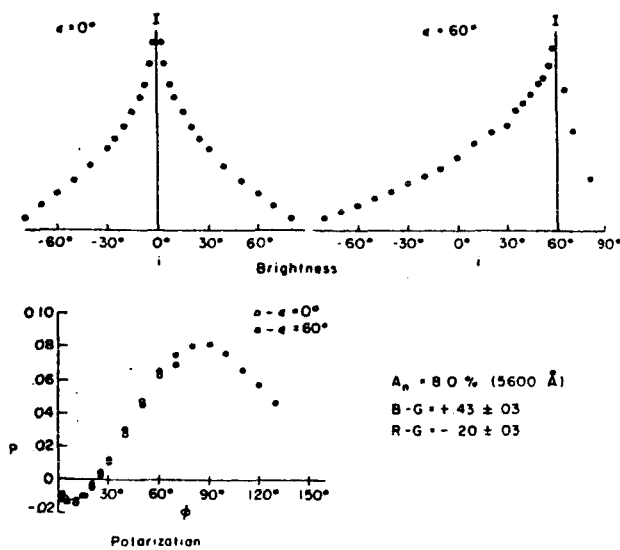 I I
ϵ = 0° ϵ = 60°
-60° -30° 0° 30° 60° -60° -30° 0° 30° 60° 90°
i i
Brightness
0.10
.08
.06
.04
.02
0
-.02
P
□ - ϵ = 0°
● - ϵ = 60°
30° 60° 90° 120° 150°
ϕ
Polarization
Aₙ = 8.0 % (5600 Å)
B-G = +.43 ± 03
R-G = - 20 ± 03